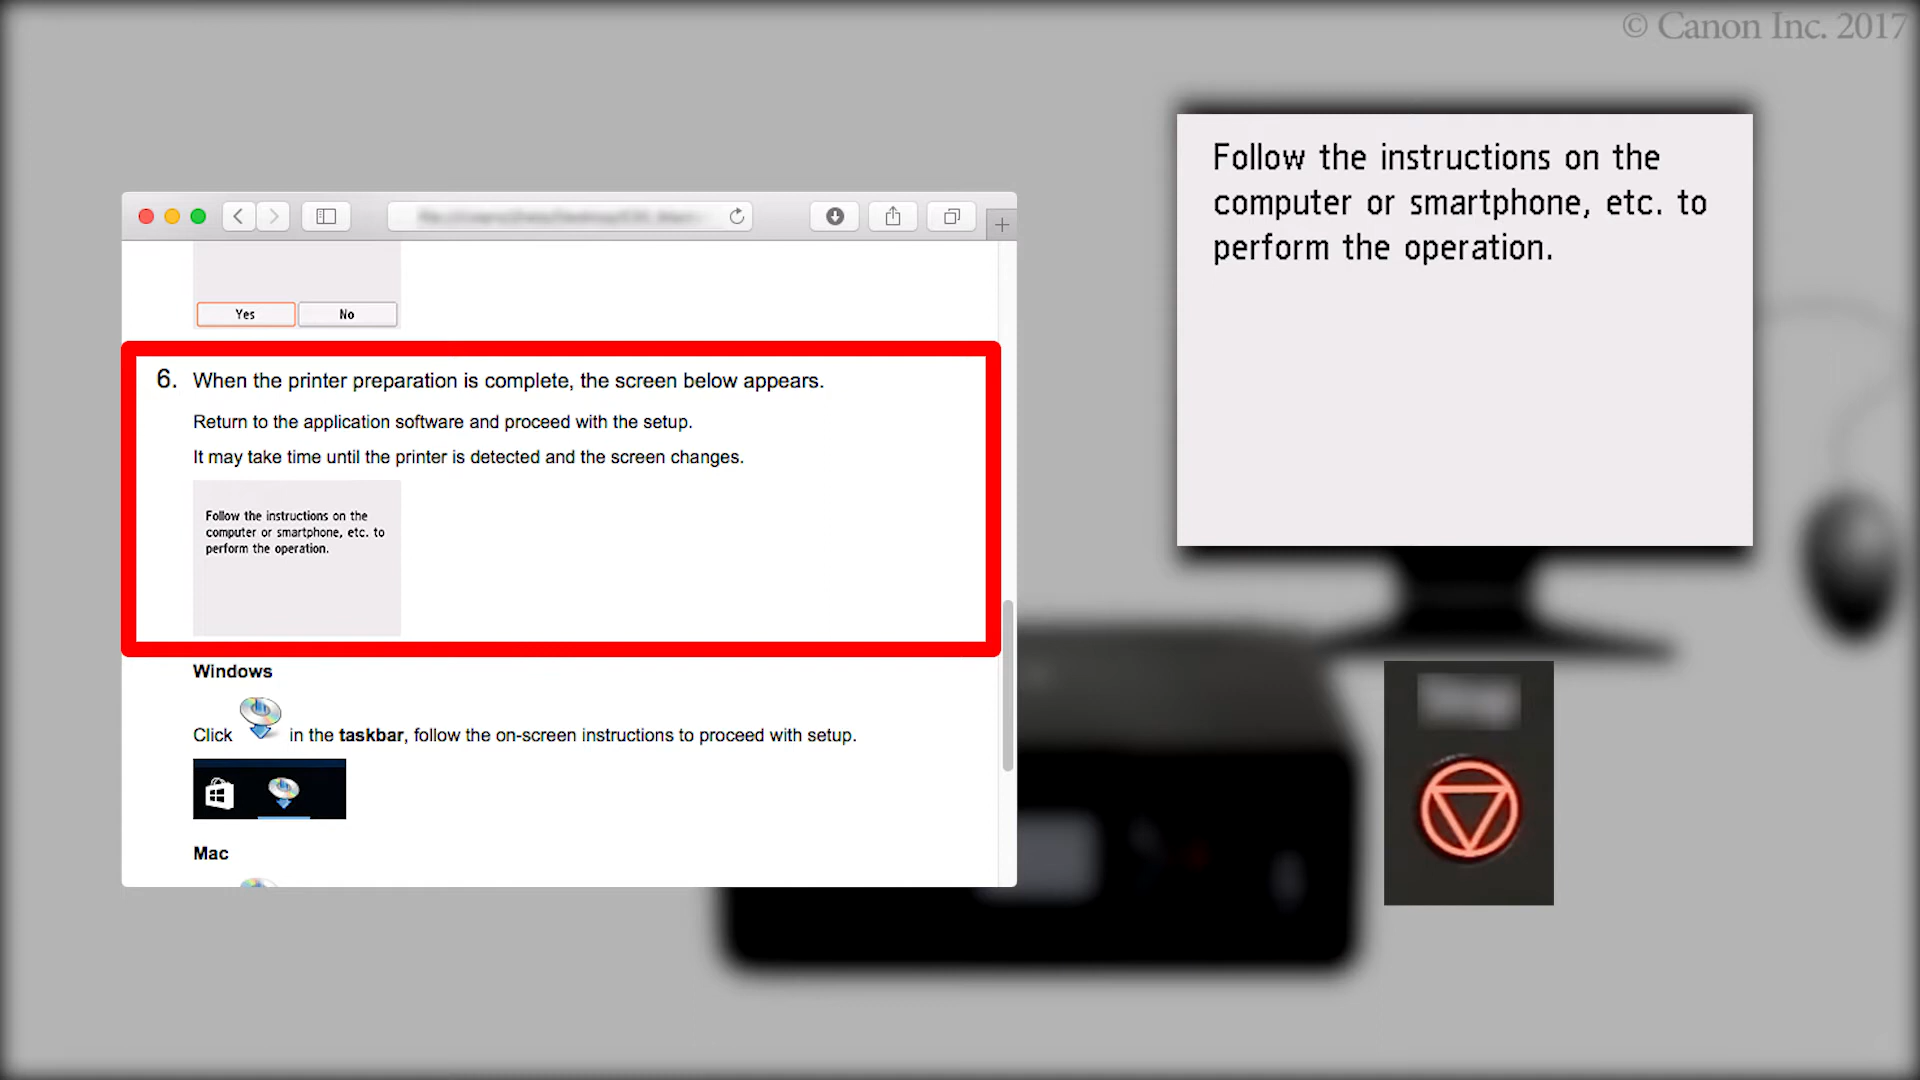 © Canon Inc. 2017
Yes
No
6. When the printer preparation is complete, the screen below appears.
Return to the application software and proceed with the setup.
It may take time until the printer is detected and the screen changes.
Follow the instructions on the
computer or smartphone, etc. to
perform the operation.
Windows
Click in the taskbar, follow the on-screen instructions to proceed with setup.
Mac
Follow the instructions on the
computer or smartphone, etc. to
perform the operation.